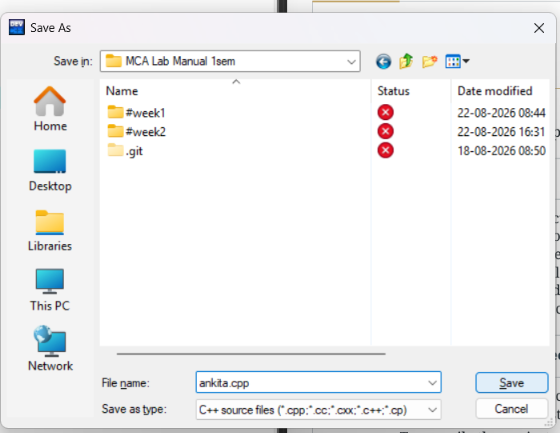 DEV
Save As
Save in:
MCA Lab Manual 1sem
Name
Status
Date modified
#week1
22-08-2026 08:44
#week2
22-08-2026 16:31
.git
18-08-2026 08:50
Home
Desktop
Libraries
This PC
Network
File name:
ankita.cpp
Save
Save as type:
C++ source files (*.cpp;*.cc;*.cxx;*.c++;*.cp)
Cancel